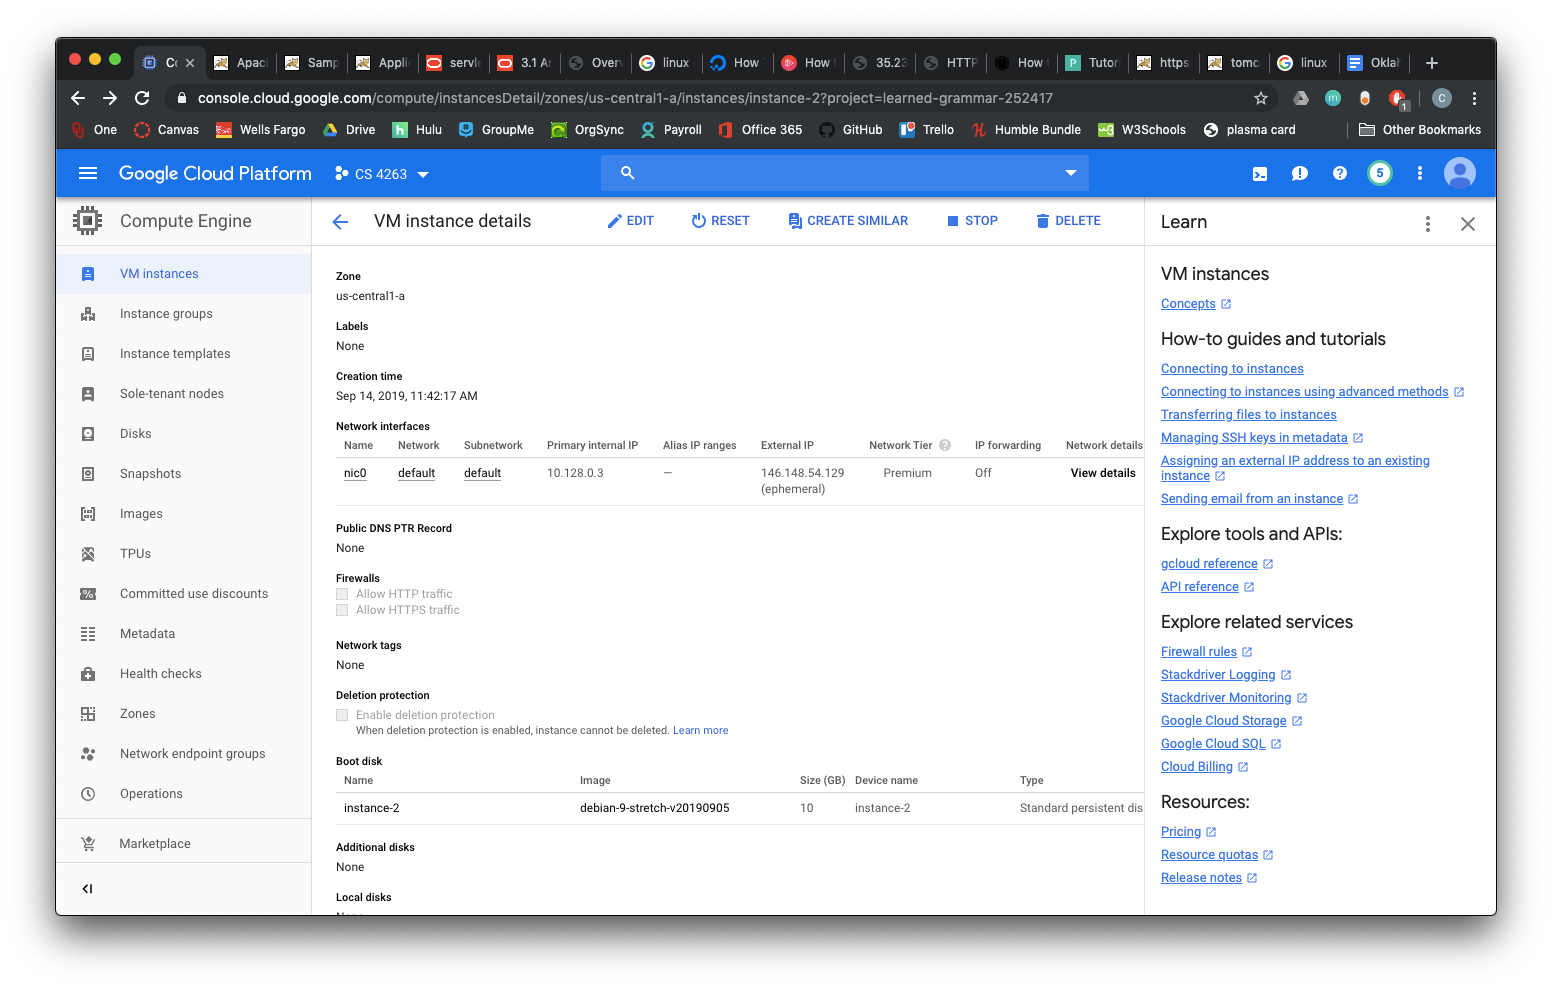 Co
Apac
Samp
Applic
servle
3.1 Ar
Overv
linux
How
How
35.23
HTTP
How
Tutor
https
tomc
linux
Oklah
console.cloud.google.com/compute/instancesDetail/zones/us-central1-a/instances/instance-2?project=learned-grammar-252417
m
1
C
One
Canvas
Wells Fargo
Drive
Hulu
GroupMe
OrgSync
Payroll
Office 365
GitHub
Trello
Humble Bundle
W3Schools
plasma card
Other Bookmarks
Google Cloud Platform
CS 4263
5
Compute Engine
VM instances
Instance groups
Instance templates
Sole-tenant nodes
Disks
Snapshots
Images
TPUs
Committed use discounts
Metadata
Health checks
Zones
Network endpoint groups
Operations
Marketplace
VM instance details
EDIT
RESET
CREATE SIMILAR
STOP
DELETE
Zone
us-central1-a
Labels
None
Creation time
Sep 14, 2019, 11:42:17 AM
Network interfaces
Name Network Subnetwork Primary internal IP Alias IP ranges External IP Network Tier IP forwarding Network details
nic0 default default 10.128.0.3 — 146.148.54.129 Premium Off View details
(ephemeral)
Public DNS PTR Record
None
Firewalls
Allow HTTP traffic
Allow HTTPS traffic
Network tags
None
Deletion protection
Enable deletion protection
When deletion protection is enabled, instance cannot be deleted. Learn more
Boot disk
Name Image Size (GB) Device name Type
instance-2 debian-9-stretch-v20190905 10 instance-2 Standard persistent dis
Additional disks
None
Local disks
None
Learn
VM instances
Concepts
How-to guides and tutorials
Connecting to instances
Connecting to instances using advanced methods
Transferring files to instances
Managing SSH keys in metadata
Assigning an external IP address to an existing
instance
Sending email from an instance
Explore tools and APIs:
gcloud reference
API reference
Explore related services
Firewall rules
Stackdriver Logging
Stackdriver Monitoring
Google Cloud Storage
Google Cloud SQL
Cloud Billing
Resources:
Pricing
Resource quotas
Release notes